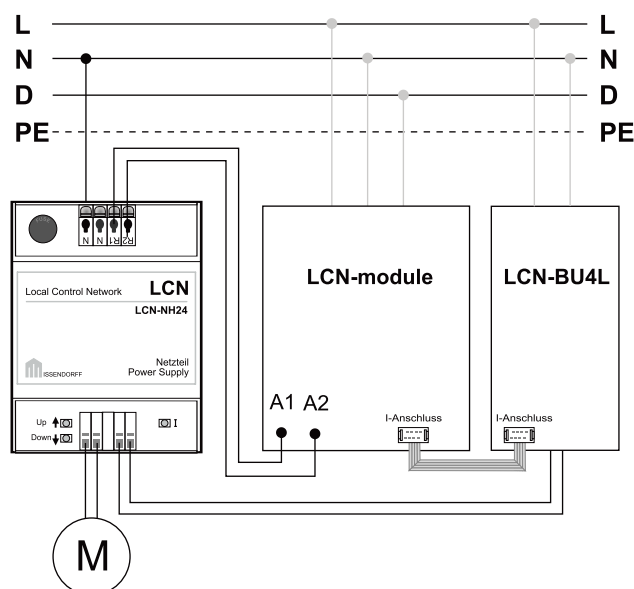 L L
N N
D D
PE PE
N N R1 R2
Local Control Network LCN
LCN-NH24
ISSENDORFF
Netzteil
Power Supply
Up I
Down
M
LCN-module
A1 A2
I-Anschluss
LCN-BU4L
I-Anschluss